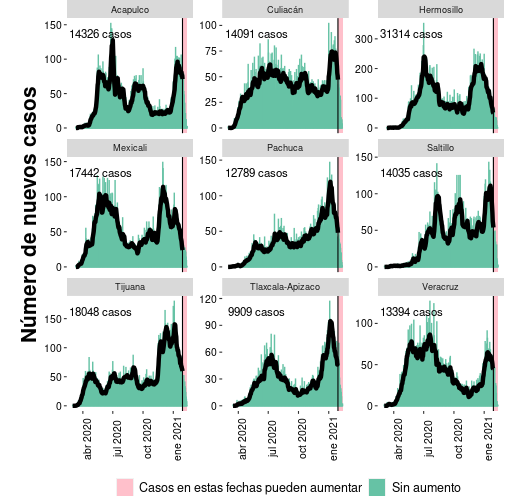 Número de nuevos casos
Acapulco
Culiacán
Hermosillo
14326 casos
14091 casos
31314 casos
150
100
50
0
100
75
50
25
0
300
200
100
0
Mexicali
Pachuca
Saltillo
17442 casos
12789 casos
14035 casos
150
100
50
0
150
100
50
0
150
100
50
0
Tijuana
Tlaxcala-Apizaco
Veracruz
18048 casos
9909 casos
13394 casos
150
100
50
0
120
90
60
30
0
100
50
0
abr 2020
jul 2020
oct 2020
ene 2021
abr 2020
jul 2020
oct 2020
ene 2021
abr 2020
jul 2020
oct 2020
ene 2021
Casos en estas fechas pueden aumentar
Sin aumento